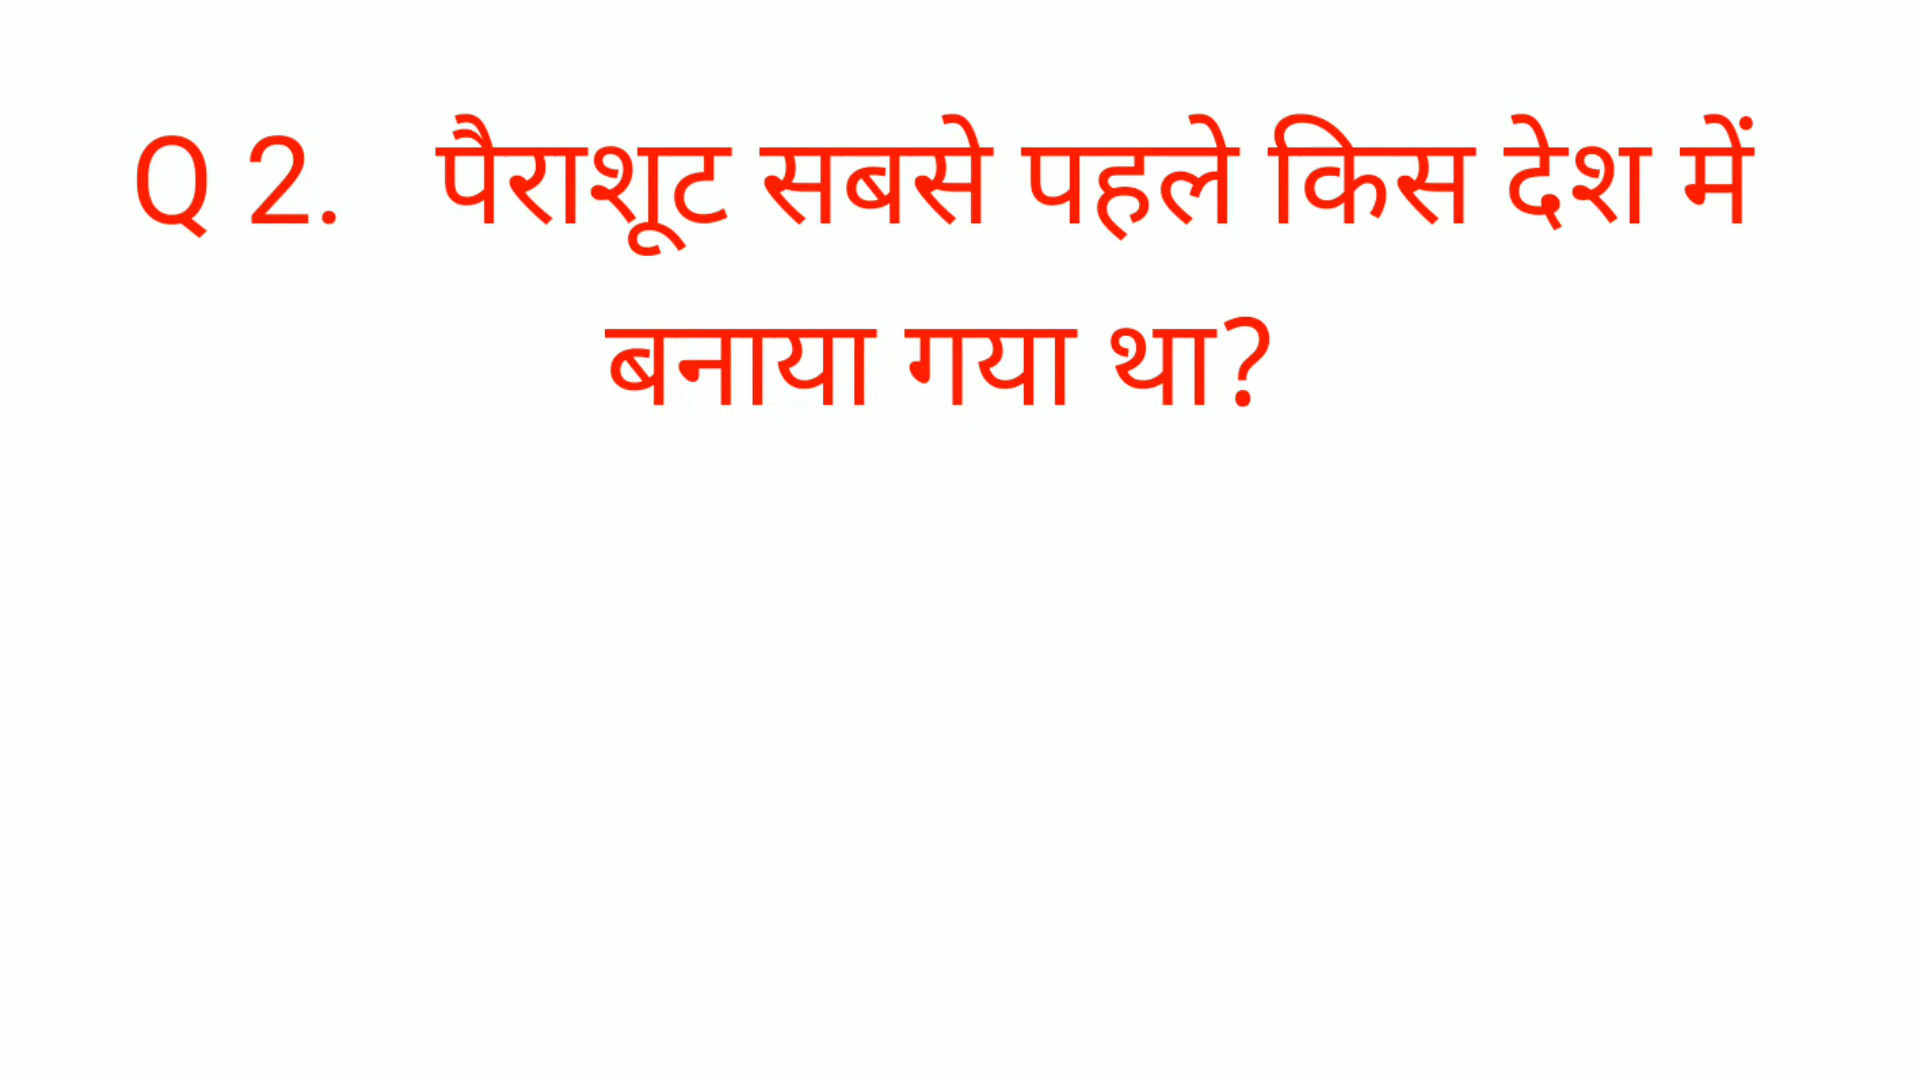 Q 2. पैराशूट सबसे पहले किस देश में
बनाया गया था?